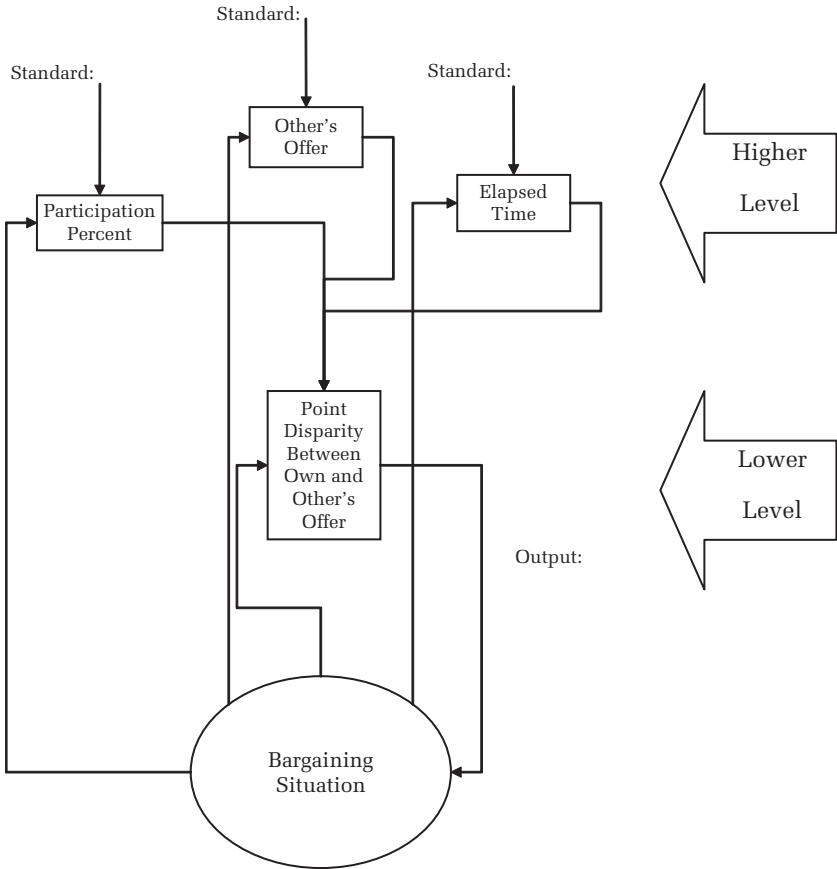 Standard:
Standard:
Standard:
Other's
Offer
Participation
Percent
Elapsed
Time
Higher
Level
Point
Disparity
Between
Own and
Other's
Offer
Lower
Level
Output:
Bargaining
Situation